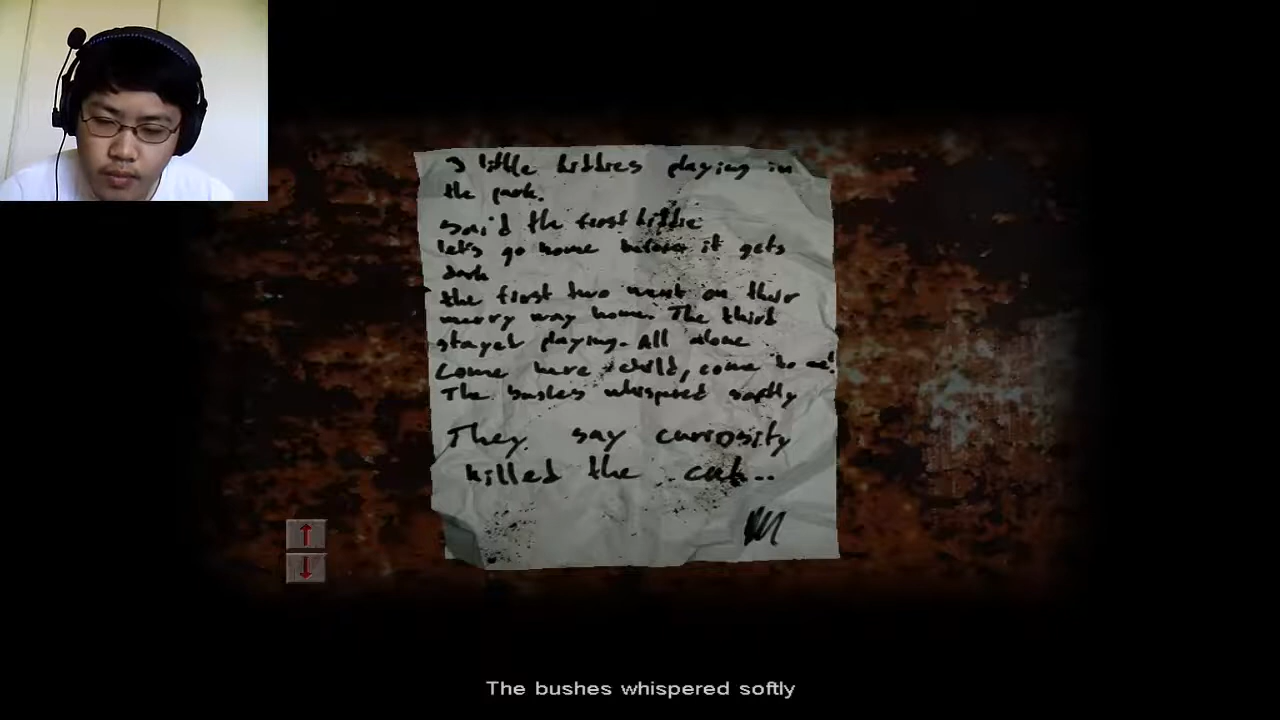 3 little kiddies playing in
the park.
said the first kiddie
let's go home before it gets
dark
the first two went on their
merry way home. The third
stayed playing. All alone
Come here child, come to me!
The bushes whispered softly
They say curiosity
killed the cat..
The bushes whispered softly